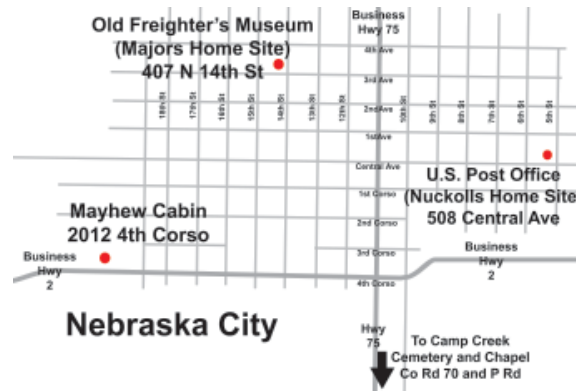 Old Freighter's Museum
(Majors Home Site)
407 N 14th St
Business
Hwy 75
4th Ave
3rd Ave
2nd Ave
1st Ave
Central Ave
1st Corso
2nd Corso
3rd Corso
4th Corso
18th St
17th St
16th St
15th St
14th St
13th St
12th St
10th St
9th St
8th St
7th St
6th St
5th St
U.S. Post Office
(Nuckolls Home Site)
508 Central Ave
Mayhew Cabin
2012 4th Corso
Business
Hwy
2
Business
Hwy
2
Nebraska City
Hwy
75
To Camp Creek
Cemetery and Chapel
Co Rd 70 and P Rd